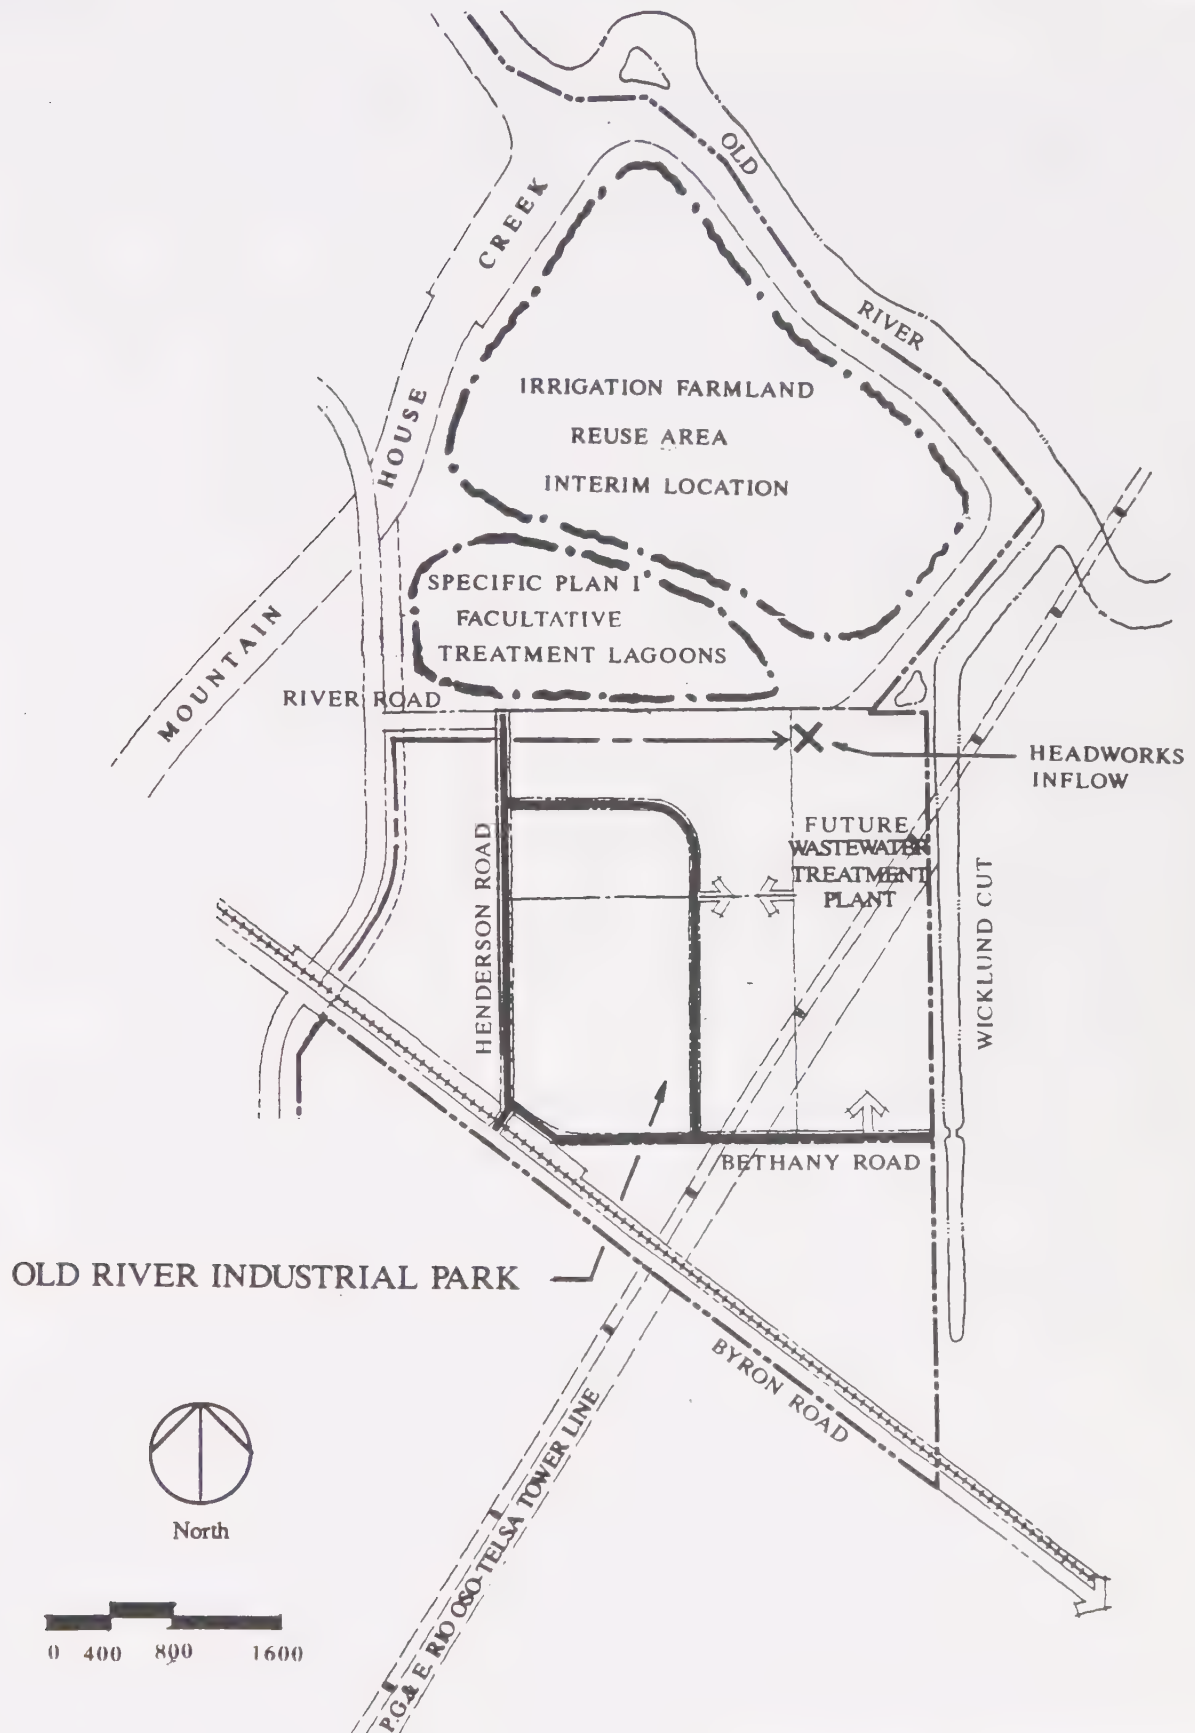 OLD
RIVER
CREEK
HOUSE
MOUNTAIN
IRRIGATION FARMLAND
REUSE AREA
INTERIM LOCATION
SPECIFIC PLAN I
FACULTATIVE
TREATMENT LAGOONS
RIVER ROAD
HEADWORKS
INFLOW
FUTURE
WASTEWATER
TREATMENT
PLANT
HENDERSON ROAD
WICKLUND CUT
BETHANY ROAD
OLD RIVER INDUSTRIAL PARK
BYRON ROAD
P.G.& E. RIO OSO-TELSA TOWER LINE
North
0 400 800 1600